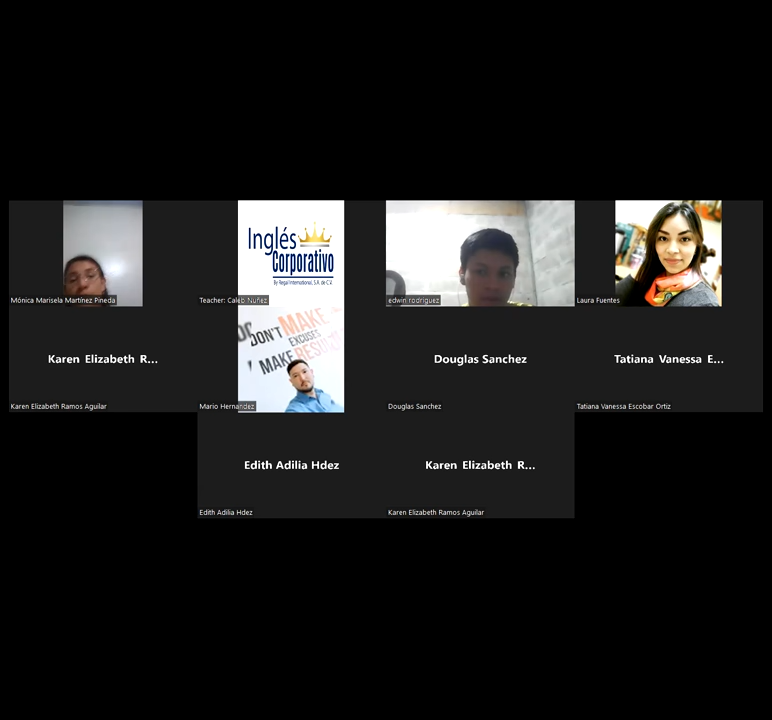 Inglés
Corporativo
By Regal International, S.A. de C.V.
Mónica Marisela Martínez Pineda
Teacher: Caleb Nuñez
edwin rodriguez
Laura Fuentes
Karen Elizabeth R...
DON'T MAKE
EXCUSES
MAKE RESULTS
Douglas Sanchez
Tatiana Vanessa E...
Karen Elizabeth Ramos Aguilar
Mario Hernandez
Douglas Sanchez
Tatiana Vanessa Escobar Ortiz
Edith Adilia Hdez
Karen Elizabeth R...
Edith Adilia Hdez
Karen Elizabeth Ramos Aguilar